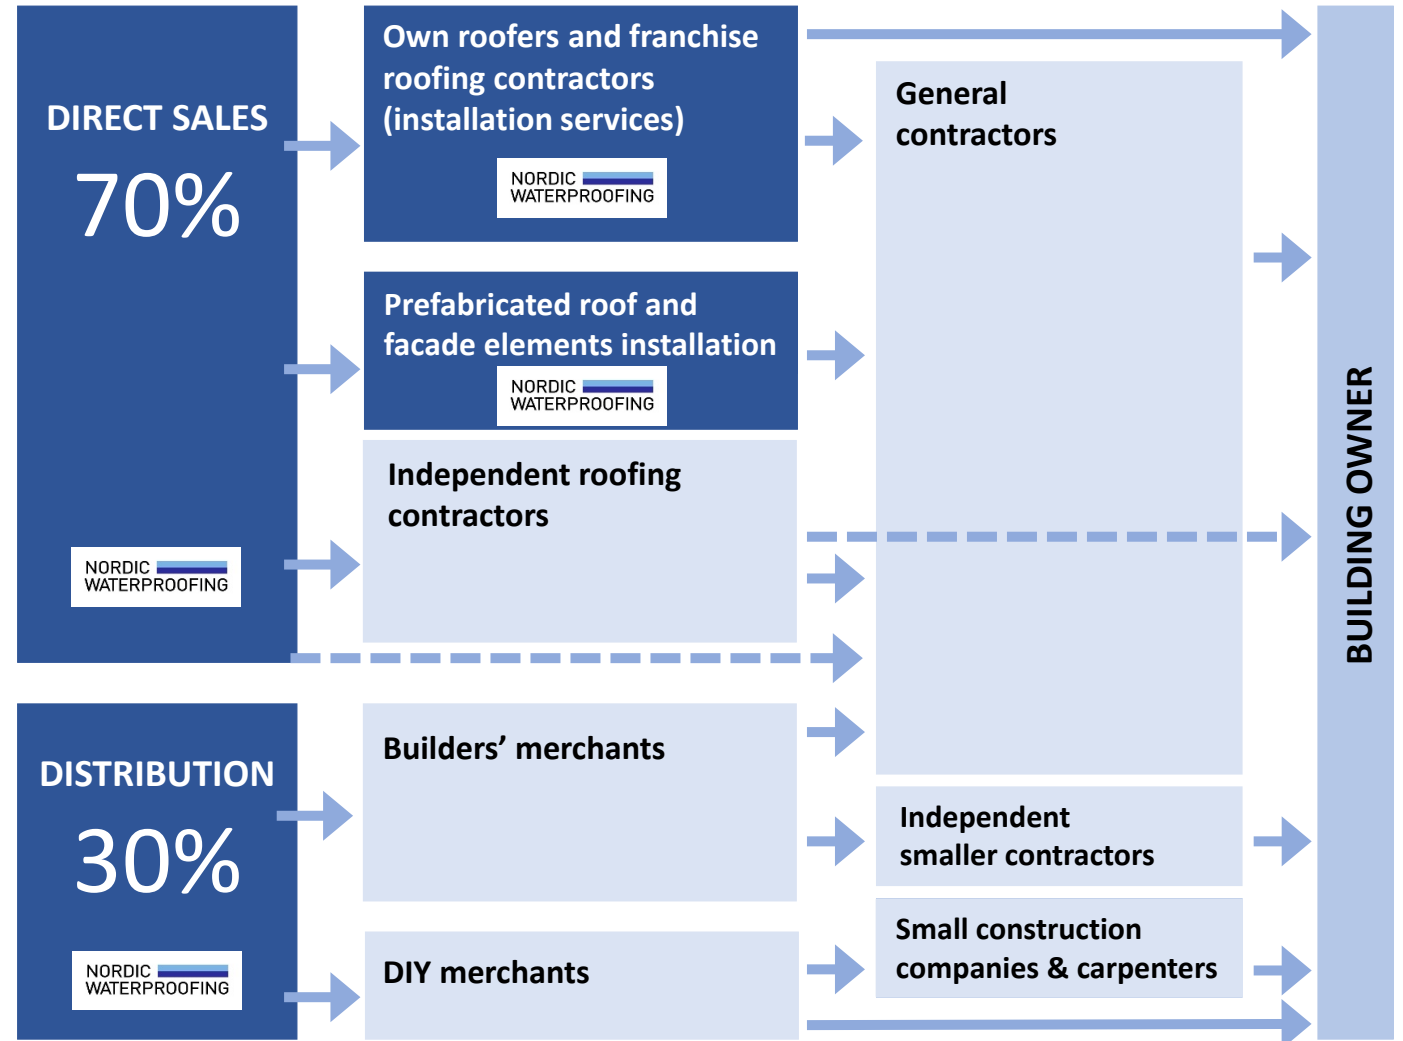 DIRECT SALES
70%
NORDIC
WATERPROOFING
Own roofers and franchise
roofing contractors
(installation services)
NORDIC
WATERPROOFING
Prefabricated roof and
facade elements installation
NORDIC
WATERPROOFING
Independent roofing
contractors
General
contractors
DISTRIBUTION
30%
NORDIC
WATERPROOFING
Builders’ merchants
DIY merchants
Independent
smaller contractors
Small construction
companies & carpenters
BUILDING OWNER